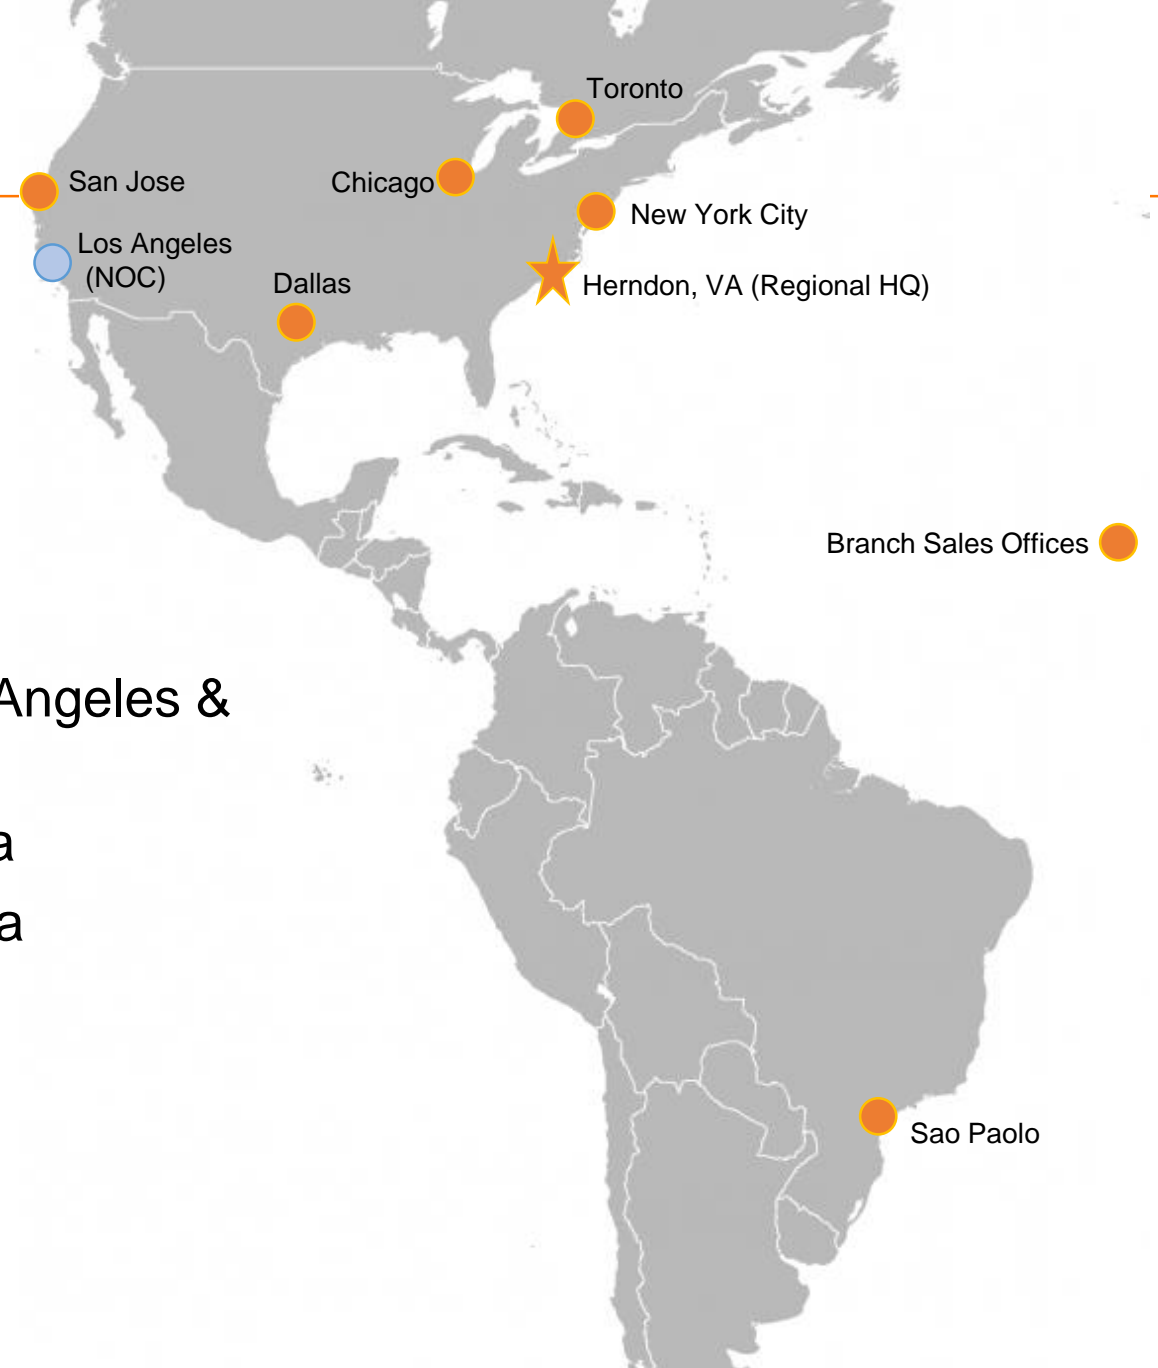 Toronto
San Jose
Chicago
New York City
Los Angeles
(NOC)
Dallas
Herndon, VA (Regional HQ)
Branch Sales Offices
Angeles &
a
a
Sao Paolo